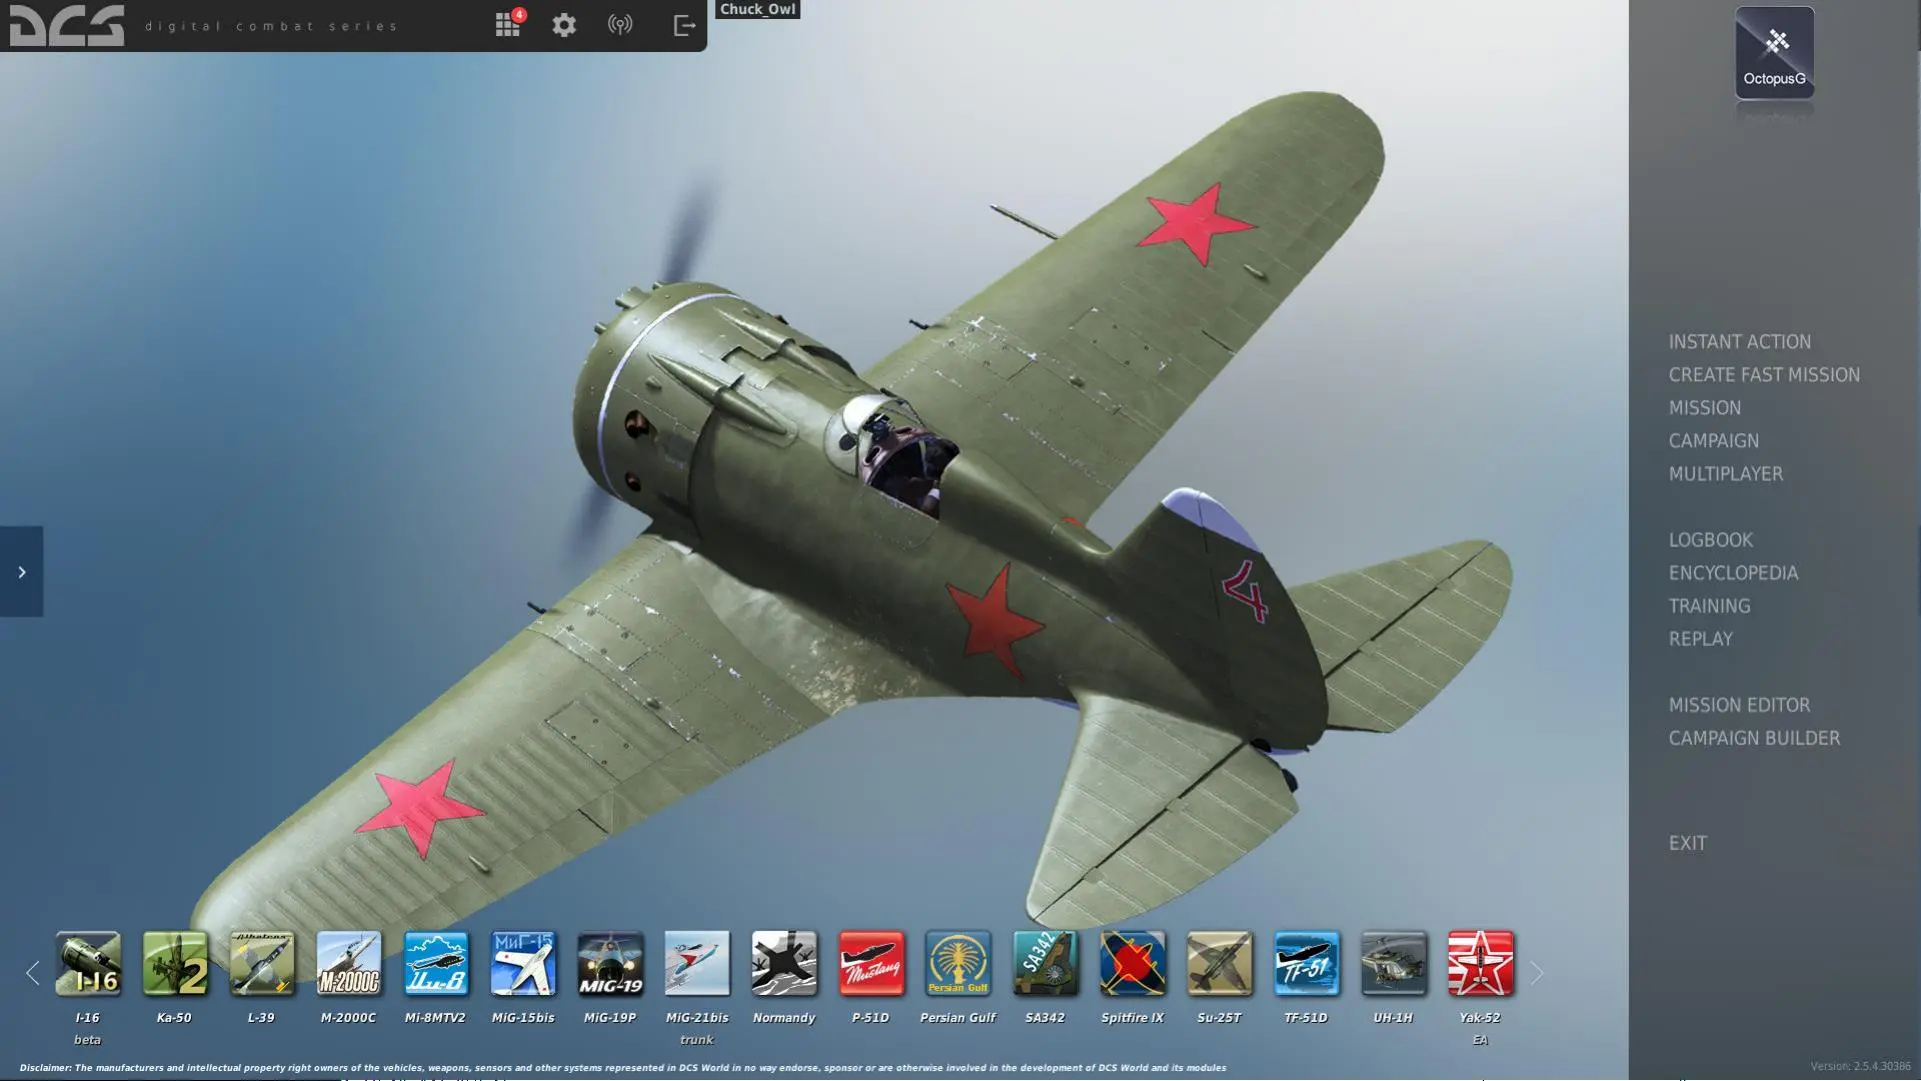 DCS digital combat series
4
Chuck_Owl
OctopusG
INSTANT ACTION
CREATE FAST MISSION
MISSION
CAMPAIGN
MULTIPLAYER
LOGBOOK
ENCYCLOPEDIA
TRAINING
REPLAY
MISSION EDITOR
CAMPAIGN BUILDER
EXIT
4
I-16
2
Albatros
M-2000C
Ми-8
МиГ-15
MIG-19
Mustang
Persian Gulf
SA342
TF-51
I-16 Ka-50 L-39 M-2000C Mi-8MTV2 MiG-15bis MiG-19P MiG-21bis Normandy P-51D Persian Gulf SA342 Spitfire IX Su-25T TF-51D UH-1H Yak-52
beta trunk EA
Disclaimer: The manufacturers and intellectual property right owners of the vehicles, weapons, sensors and other systems represented in DCS World in no way endorse, sponsor or are otherwise involved in the development of DCS World and its modules
Version: 2.5.4.30386